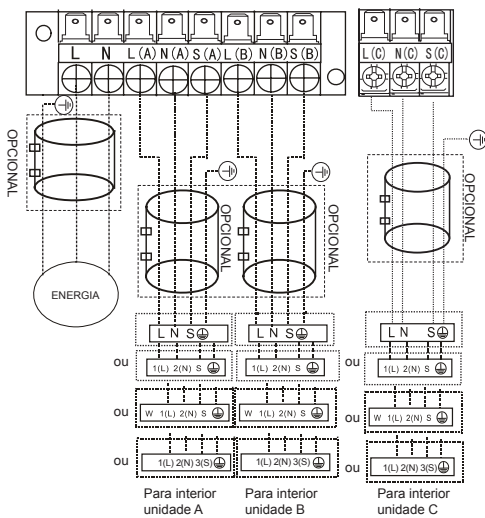 L N L(A) N(A) S(A) L(B) N(B) S(B)
L(C) N(C) S(C)
OPCIONAL
OPCIONAL
OPCIONAL
OPCIONAL
ENERGIA
L N S
L N S
L N S
ou 1(L) 2(N) S
1(L) 2(N) S
ou 1(L) 2(N) S
ou W 1(L) 2(N) S
W 1(L) 2(N) S
ou W 1(L) 2(N) S
ou 1(L) 2(N) 3(S)
1(L) 2(N) 3(S)
ou 1(L) 2(N) 3(S)
Para interior
unidade A
Para interior
unidade B
Para interior
unidade C